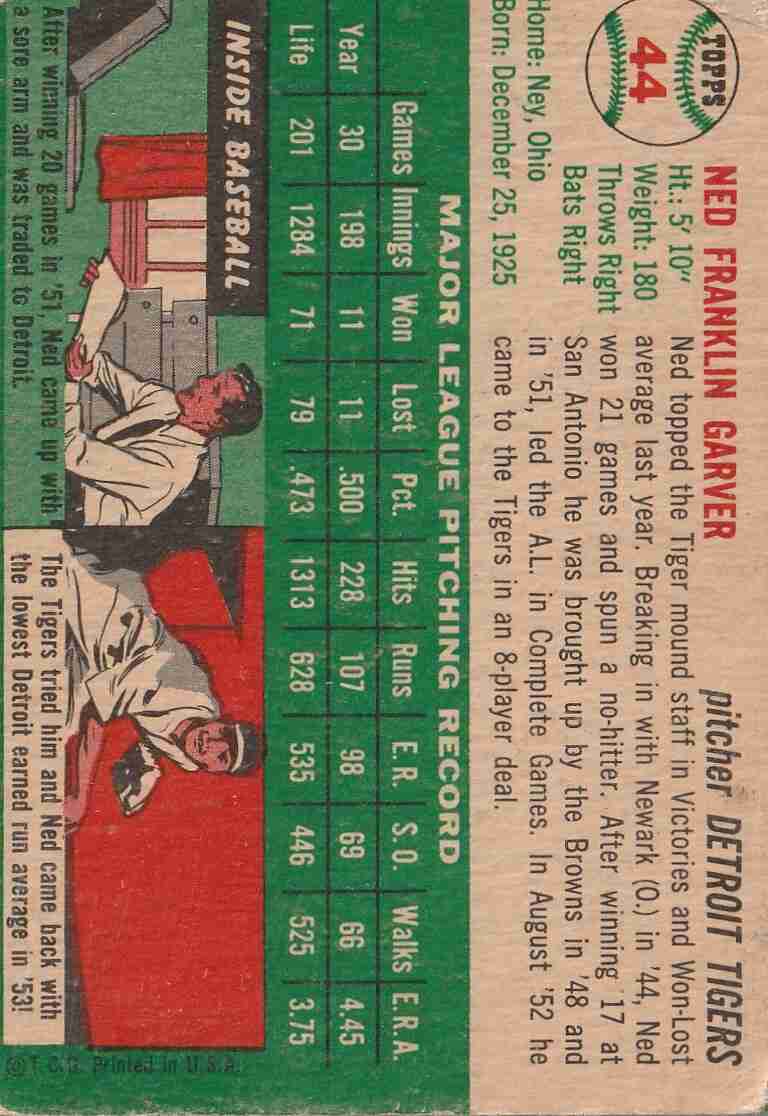 TOPPS
44
NED FRANKLIN GARVER
pitcher DETROIT TIGERS
Ht.: 5' 10"
Weight: 180
Throws Right
Bats Right
Home: Ney, Ohio
Born: December 25, 1925
Ned topped the Tiger mound staff in Victories and Won-Lost
average last year. Breaking in with Newark (O.) in '44, Ned
won 21 games and spun a no-hitter. After winning 17 at
San Antonio he was brought up by the Browns in '48 and
in '51, led the A.L. in Complete Games. In August '52 he
came to the Tigers in an 8-player deal.
MAJOR LEAGUE PITCHING RECORD
Games Innings Won Lost Pct. Hits Runs E.R. S.O. Walks E.R.A.
Year 30 198 11 11 .500 228 107 98 69 66 4.45
Life 201 1284 71 79 .473 1313 628 535 446 525 3.75
INSIDE BASEBALL
After winning 20 games in '51, Ned came up with
a sore arm and was traded to Detroit.
The Tigers tried him and Ned came back with
the lowest Detroit earned run average in '53!
© T. C. G. Printed in U.S.A.